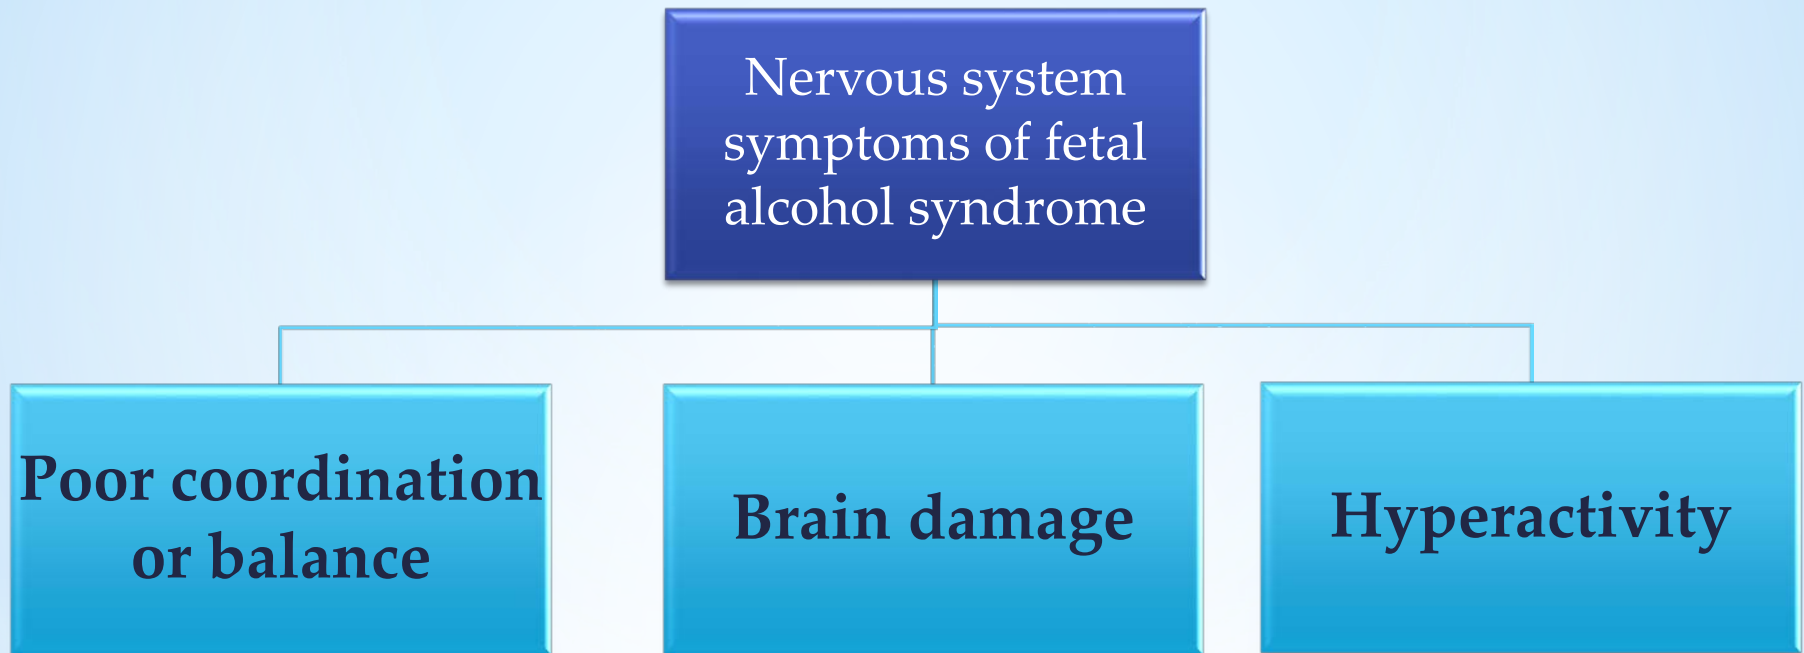 Nervous system
symptoms of fetal
alcohol syndrome
Poor coordination
or balance
Brain damage
Hyperactivity